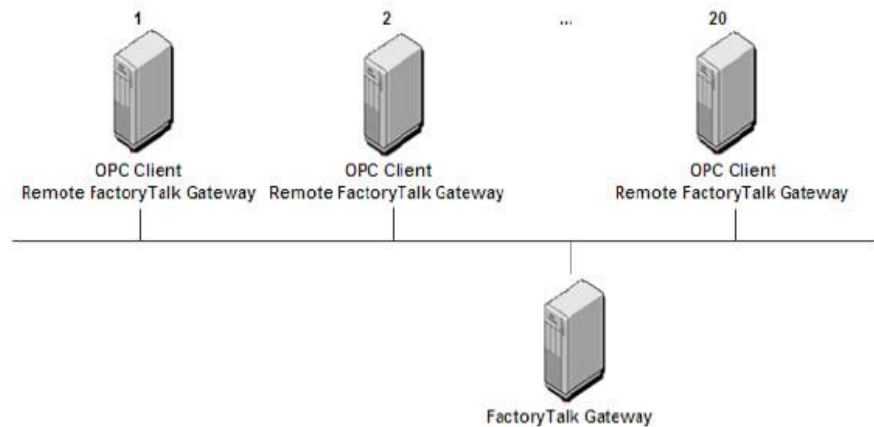 1
2
...
20
OPC Client
Remote FactoryTalk Gateway
OPC Client
Remote FactoryTalk Gateway
OPC Client
Remote FactoryTalk Gateway
FactoryTalk Gateway